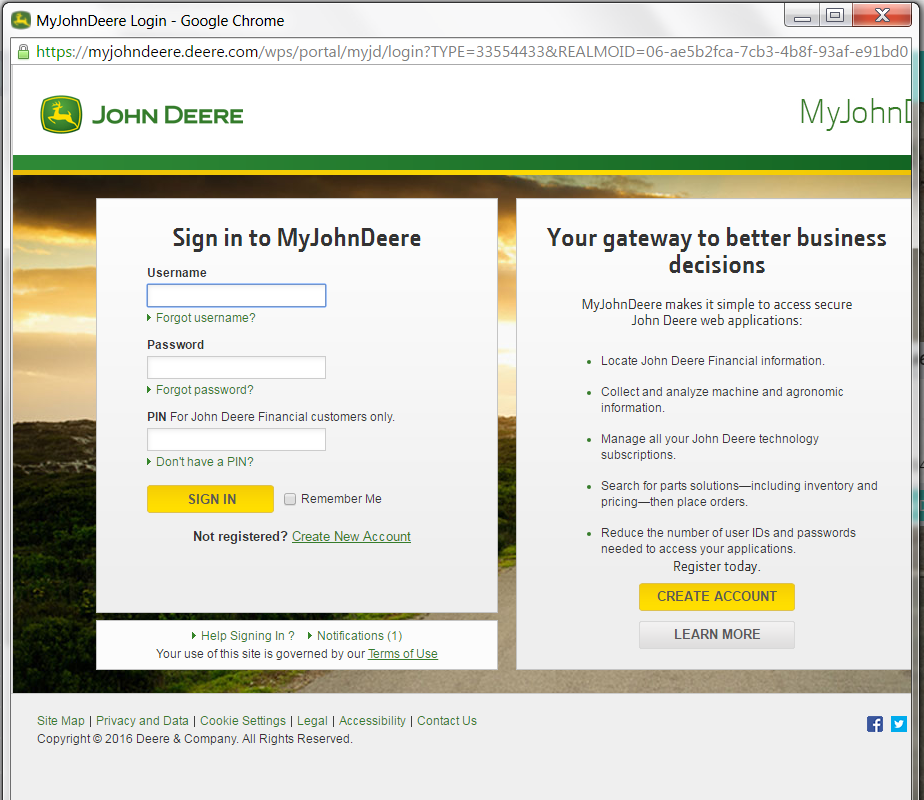 MyJohnDeere Login - Google Chrome
https://myjohndeere.deere.com/wps/portal/myjd/login?TYPE=33554433&REALMOID=06-ae5b2fca-7cb3-4b8f-93af-e91bd0
JOHN DEERE
MyJohnD
Sign in to MyJohnDeere
Username
Forgot username?
Password
Forgot password?
PIN For John Deere Financial customers only.
Don't have a PIN?
SIGN IN
Remember Me
Not registered? Create New Account
Help Signing In ? Notifications (1)
Your use of this site is governed by our Terms of Use
Your gateway to better business
decisions
MyJohnDeere makes it simple to access secure
John Deere web applications:
• Locate John Deere Financial information.
• Collect and analyze machine and agronomic
information.
• Manage all your John Deere technology
subscriptions.
• Search for parts solutions—including inventory and
pricing—then place orders.
• Reduce the number of user IDs and passwords
needed to access your applications.
Register today.
CREATE ACCOUNT
LEARN MORE
Site Map | Privacy and Data | Cookie Settings | Legal | Accessibility | Contact Us
Copyright © 2016 Deere & Company. All Rights Reserved.